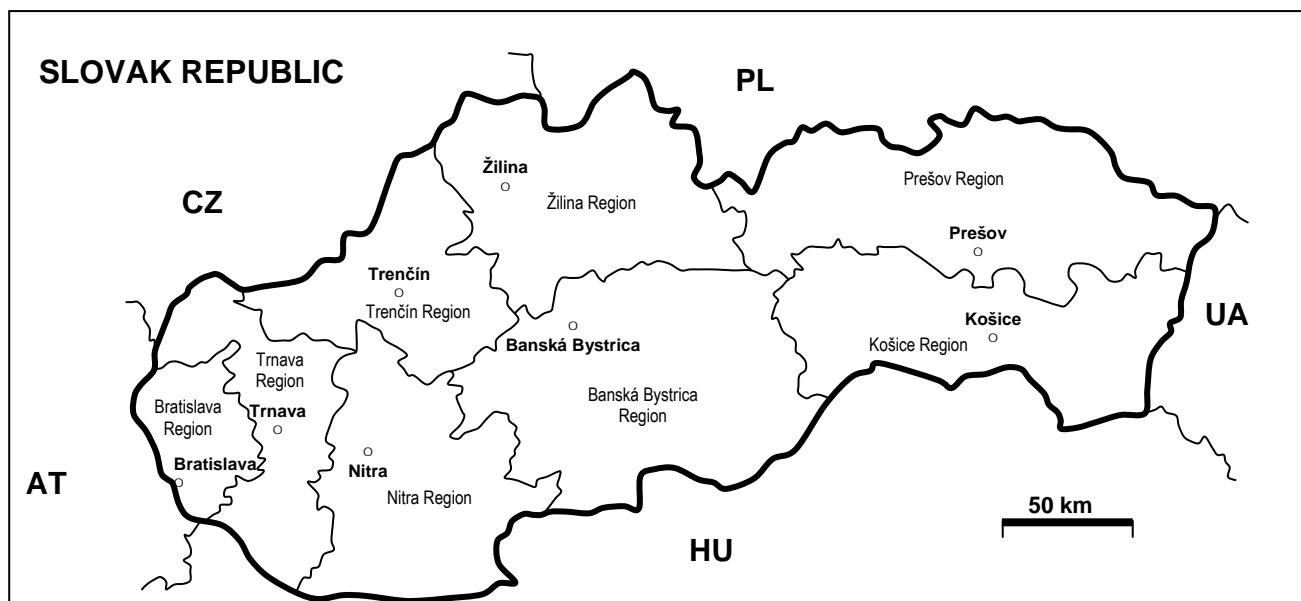 SLOVAK REPUBLIC
PL
Žilina
Žilina Region
Prešov Region
CZ
Prešov
Trenčín
Trenčín Region
UA
Košice
Košice Region
Banská Bystrica
Banská Bystrica
Region
Trnava
Region
Trnava
Bratislava
Region
Bratislava
Nitra
Nitra Region
AT
HU
50 km